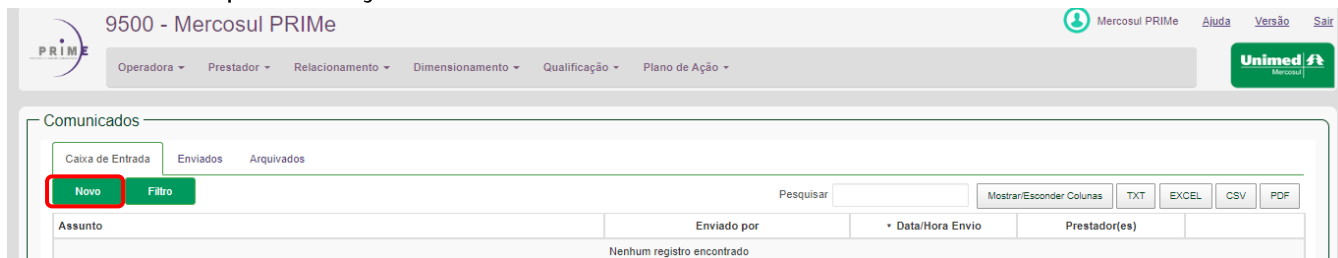 9500 - Mercosul PRIMe
Mercosul PRIMe Ajuda Versão Sair
PRIME
Operadora Prestador Relacionamento Dimensionamento Qualificação Plano de Ação
Unimed
Mercosul
Comunicados
Caixa de Entrada Enviados Arquivados
Novo Filtro Pesquisar Mostrar/Esconder Colunas TXT EXCEL CSV PDF
Assunto Enviado por Data/Hora Envio Prestador(es)
Nenhum registro encontrado